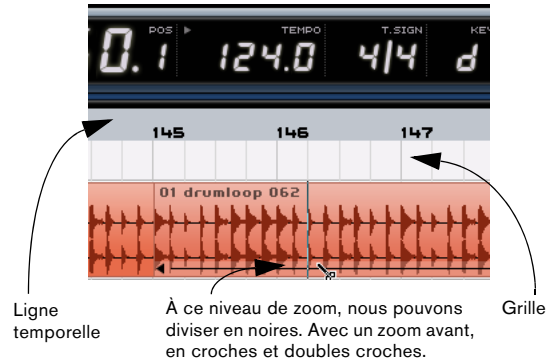 POS TEMPO T.SIGN KEY
0.1 124.0 4|4 d
145 146 147
01 drumloop 062
Ligne
temporelle
À ce niveau de zoom, nous pouvons
diviser en noires. Avec un zoom avant,
en croches et doubles croches.
Grille